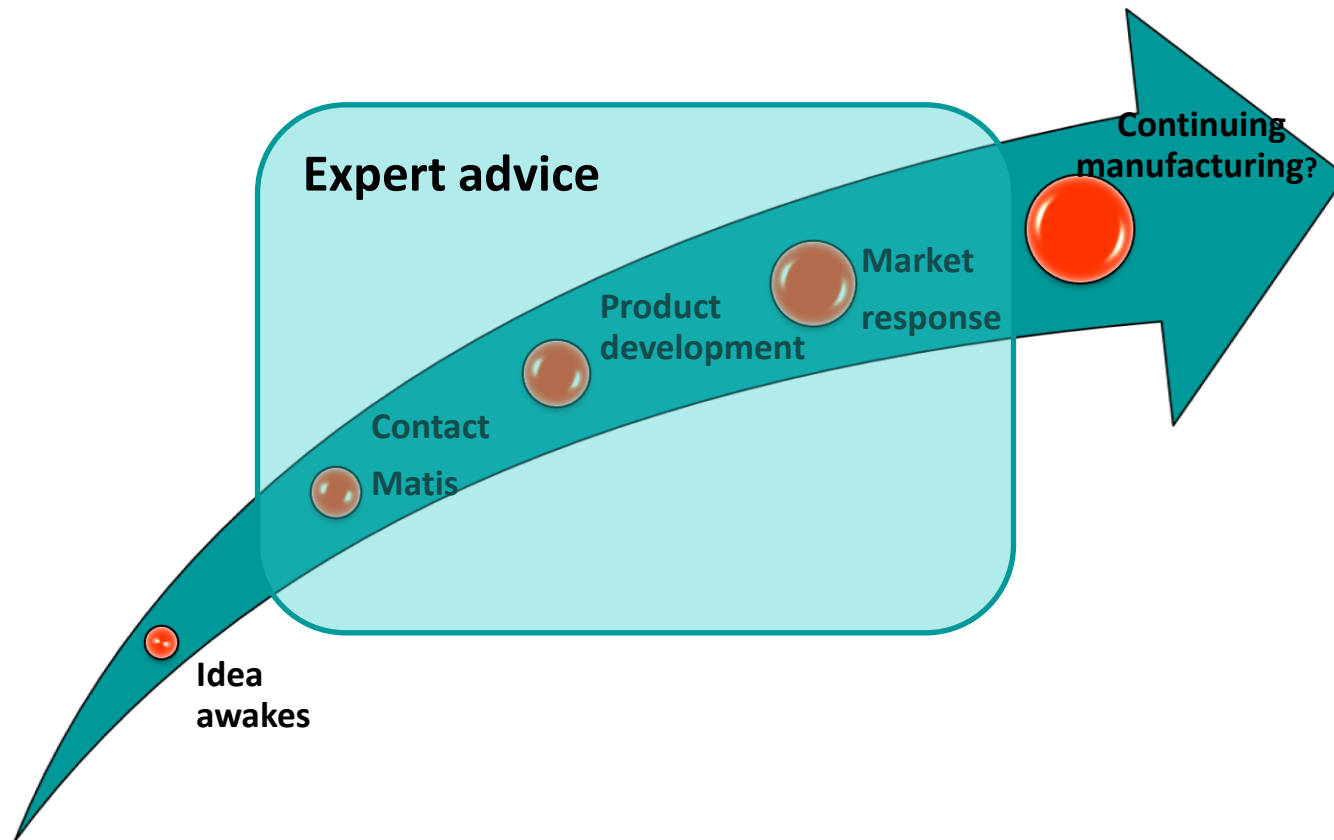 Expert advice
Continuing
manufacturing?
Market
response
Product
development
Contact
Matis
Idea
awakes